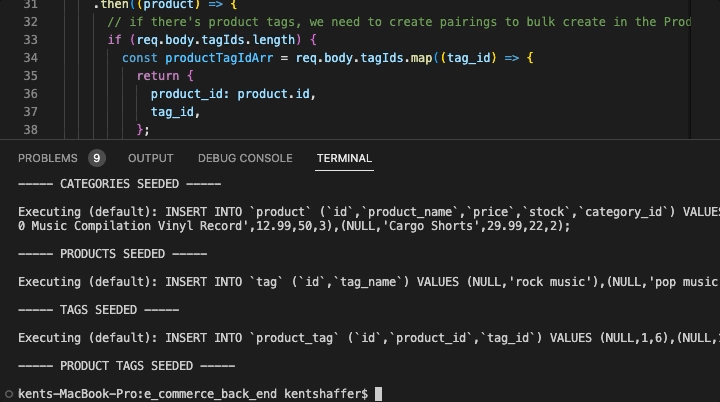 31 .then((product) => {
32 // if there's product tags, we need to create pairings to bulk create in the Prod
33 if (req.body.tagIds.length) {
34 const productTagIdArr = req.body.tagIds.map((tag_id) => {
35 return {
36 product_id: product.id,
37 tag_id,
38 };
PROBLEMS 9 OUTPUT DEBUG CONSOLE TERMINAL
----- CATEGORIES SEEDED -----
Executing (default): INSERT INTO `product` (`id`,`product_name`,`price`,`stock`,`category_id`) VALUES
0 Music Compilation Vinyl Record',12.99,50,3),(NULL,'Cargo Shorts',29.99,22,2);
----- PRODUCTS SEEDED -----
Executing (default): INSERT INTO `tag` (`id`,`tag_name`) VALUES (NULL,'rock music'),(NULL,'pop music
----- TAGS SEEDED -----
Executing (default): INSERT INTO `product_tag` (`id`,`product_id`,`tag_id`) VALUES (NULL,1,6),(NULL,
----- PRODUCT TAGS SEEDED -----
kents-MacBook-Pro:e_commerce_back_end kentshaffer$